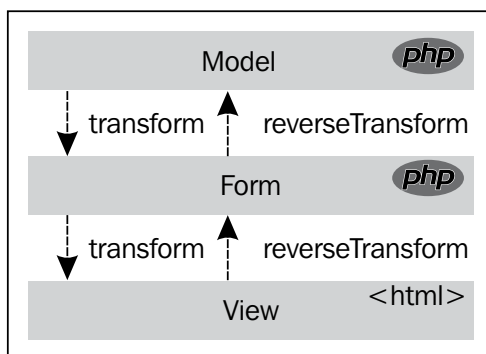 Model php
transform reverseTransform
Form php
transform reverseTransform
<html>
View